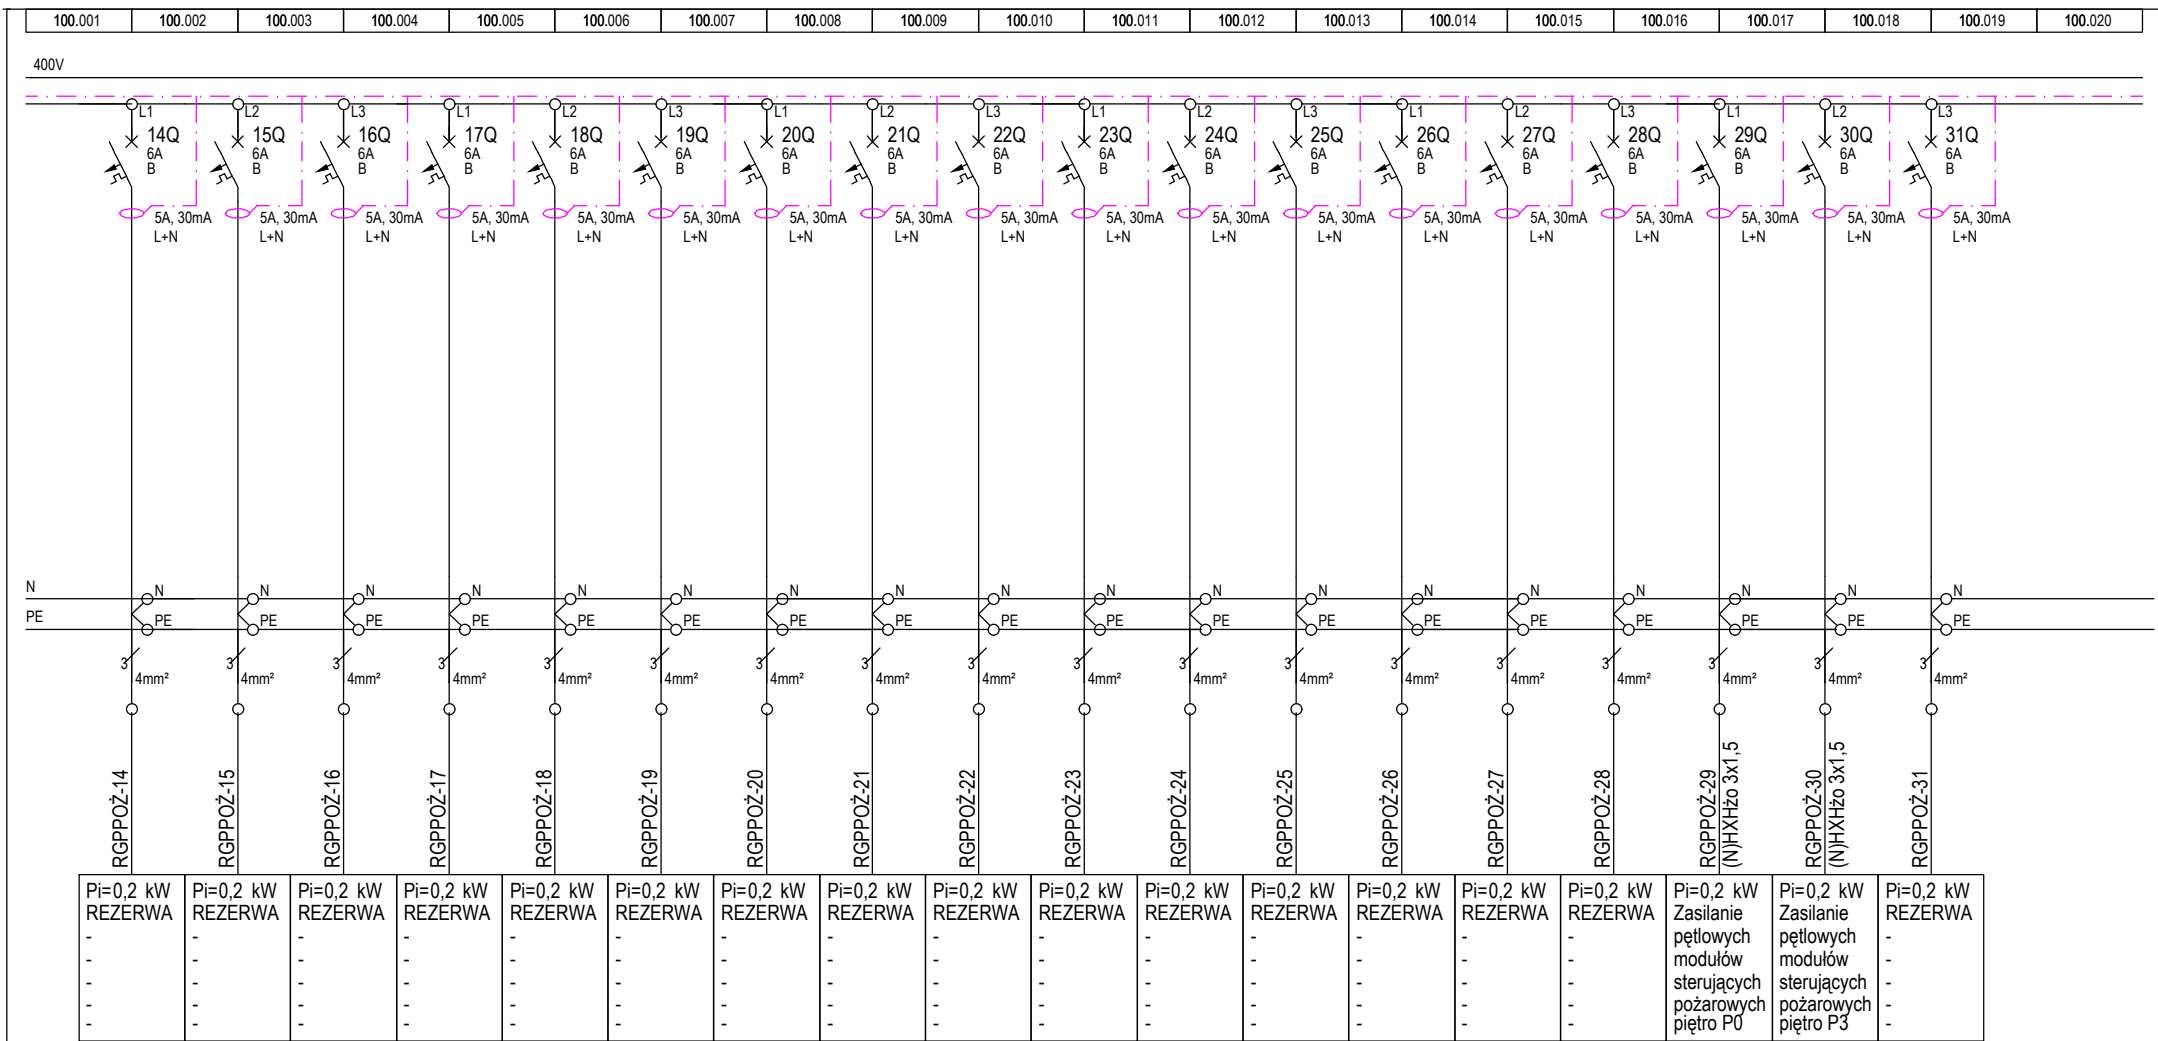 100.001 100.002 100.003 100.004 100.005 100.006 100.007 100.008 100.009 100.010 100.011 100.012 100.013 100.014 100.015 100.016 100.017 100.018 100.019 100.020
400V
L1 L2 L3 L1 L2 L3 L1 L2 L3 L1 L2 L3 L1 L2 L3 L1 L2 L3
14Q 15Q 16Q 17Q 18Q 19Q 20Q 21Q 22Q 23Q 24Q 25Q 26Q 27Q 28Q 29Q 30Q 31Q
6A 6A 6A 6A 6A 6A 6A 6A 6A 6A 6A 6A 6A 6A 6A 6A 6A 6A
B B B B B B B B B B B B B B B B B B
5A, 30mA 5A, 30mA 5A, 30mA 5A, 30mA 5A, 30mA 5A, 30mA 5A, 30mA 5A, 30mA 5A, 30mA 5A, 30mA 5A, 30mA 5A, 30mA 5A, 30mA 5A, 30mA 5A, 30mA 5A, 30mA 5A, 30mA 5A, 30mA
L+N L+N L+N L+N L+N L+N L+N L+N L+N L+N L+N L+N L+N L+N L+N L+N L+N L+N
N N N N N N N N N N N N N N N N N N N
PE PE PE PE PE PE PE PE PE PE PE PE PE PE PE PE PE PE PE
3 3 3 3 3 3 3 3 3 3 3 3 3 3 3 3 3 3
4mm² 4mm² 4mm² 4mm² 4mm² 4mm² 4mm² 4mm² 4mm² 4mm² 4mm² 4mm² 4mm² 4mm² 4mm² 4mm² 4mm² 4mm²
RGPPOŻ-14
RGPPOŻ-15
RGPPOŻ-16
RGPPOŻ-17
RGPPOŻ-18
RGPPOŻ-19
RGPPOŻ-20
RGPPOŻ-21
RGPPOŻ-22
RGPPOŻ-23
RGPPOŻ-24
RGPPOŻ-25
RGPPOŻ-26
RGPPOŻ-27
RGPPOŻ-28
RGPPOŻ-29
(N)HXHżo 3x1,5
RGPPOŻ-30
(N)HXHżo 3x1,5
RGPPOŻ-31
Pi=0,2 kW Pi=0,2 kW Pi=0,2 kW Pi=0,2 kW Pi=0,2 kW Pi=0,2 kW Pi=0,2 kW Pi=0,2 kW Pi=0,2 kW Pi=0,2 kW Pi=0,2 kW Pi=0,2 kW Pi=0,2 kW Pi=0,2 kW Pi=0,2 kW Pi=0,2 kW Pi=0,2 kW Pi=0,2 kW
REZERWA REZERWA REZERWA REZERWA REZERWA REZERWA REZERWA REZERWA REZERWA REZERWA REZERWA REZERWA REZERWA REZERWA REZERWA Zasilanie Zasilanie REZERWA
- - - - - - - - - - - - - - - pętlowych pętlowych -
- - - - - - - - - - - - - - - modułów modułów -
- - - - - - - - - - - - - - - sterujących sterujących -
- - - - - - - - - - - - - - - pożarowych pożarowych -
- - - - - - - - - - - - - - - piętro P0 piętro P3 -